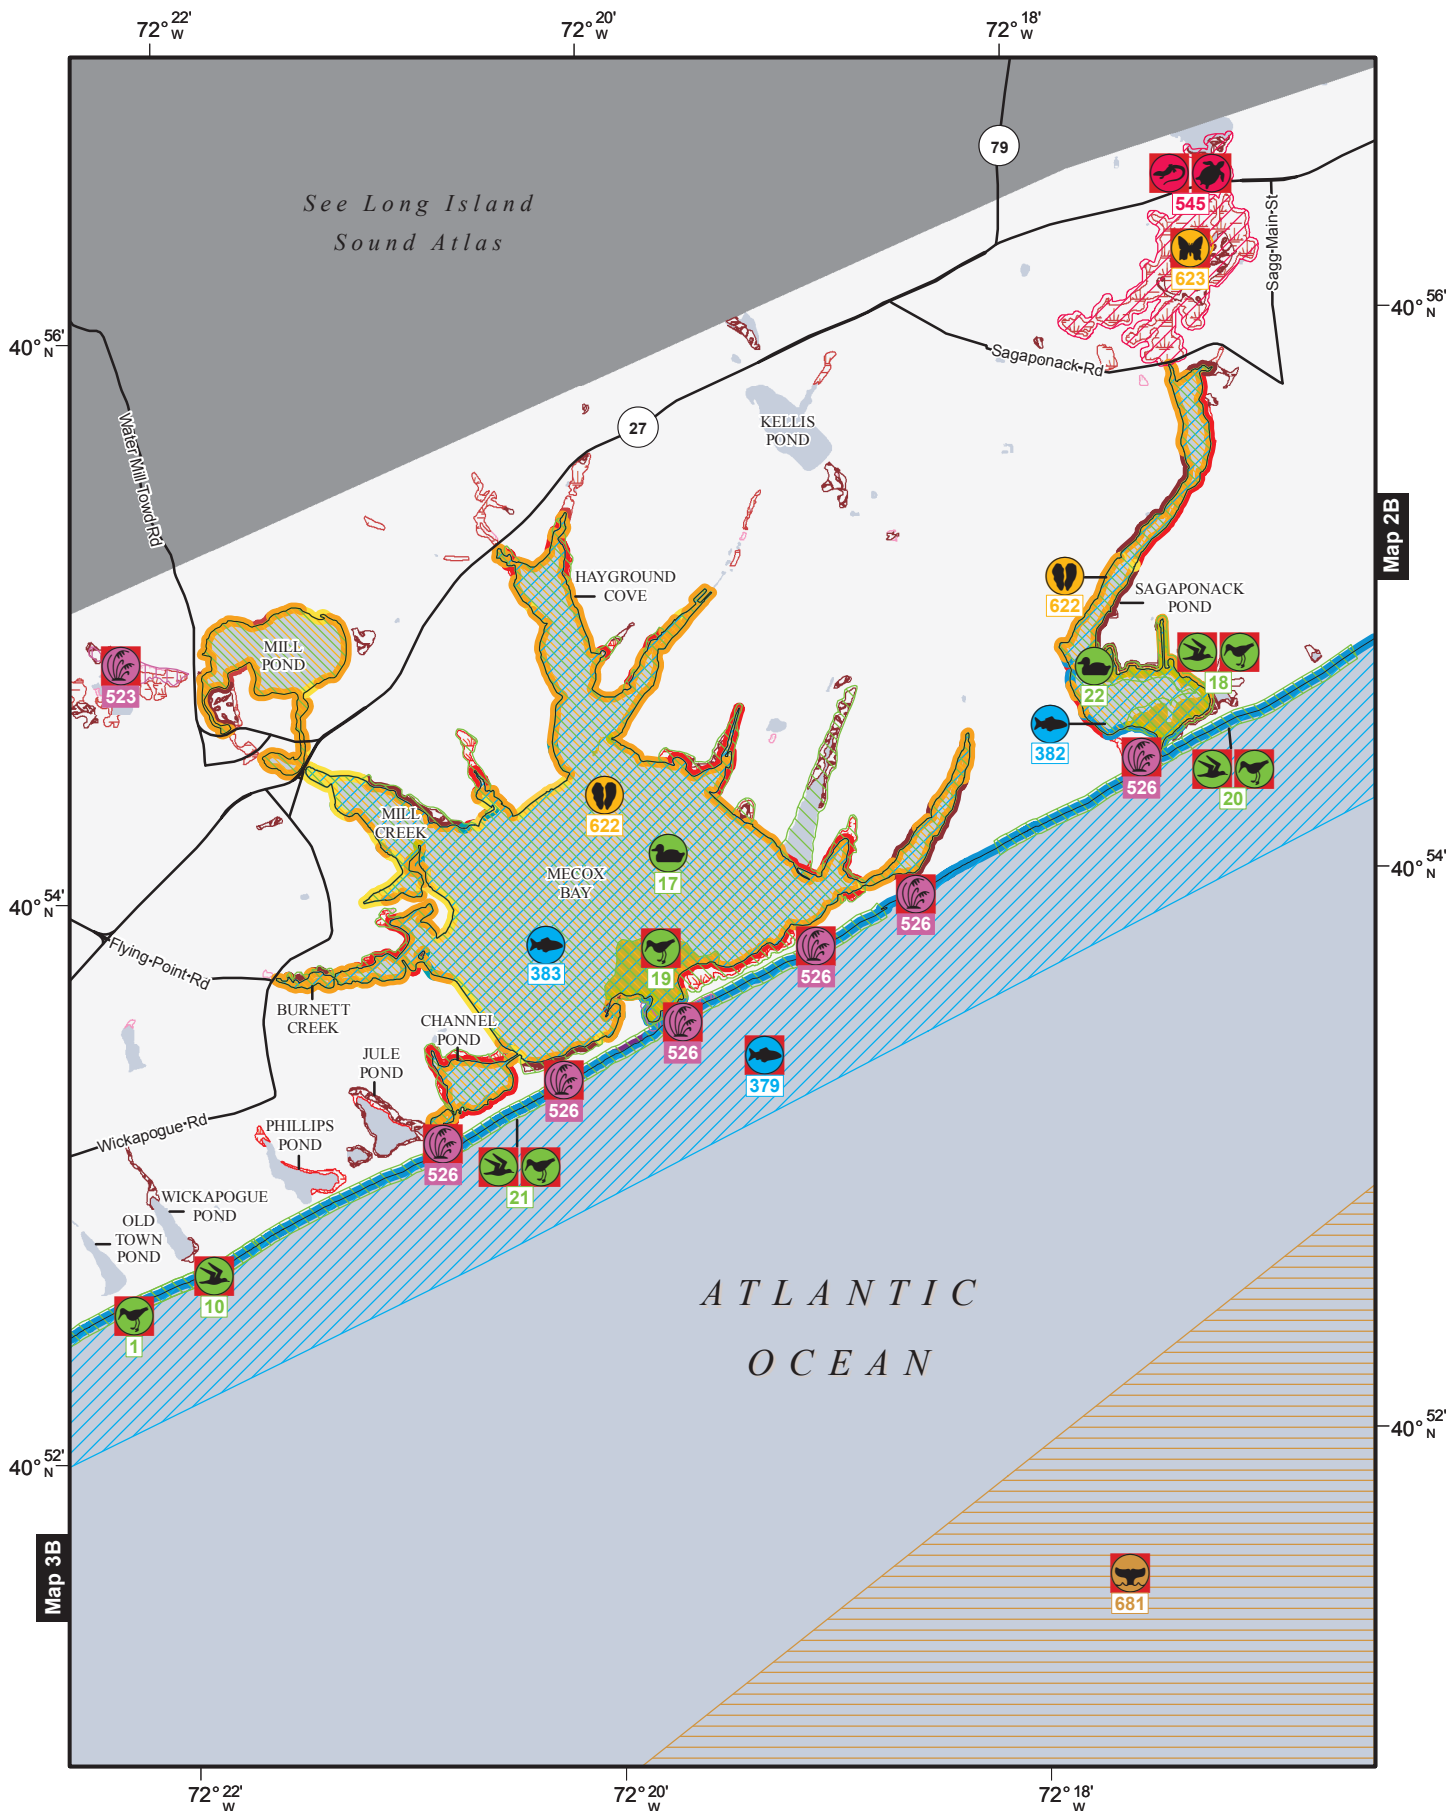 72° 22' W
72° 20' W
72° 18' W
79
See Long Island
Sound Atlas
545
623
Sagg-Main-St
40° 56' N
40° 56' N
Sagaponack-Rd
27
KELLIS
POND
Water Mill-Towd Rd
Map 2B
HAYGROUND
COVE
622
SAGAPONACK
POND
MILL
POND
523
18
22
382
526
20
MILL
CREEK
622
17
MECOX
BAY
40° 54' N
40° 54' N
526
Flying-Point-Rd
383
19
526
BURNETT
CREEK
CHANNEL
POND
526
JULE
POND
379
526
Wickapogue-Rd
PHILLIPS
POND
526
21
WICKAPOGUE
POND
OLD
TOWN
POND
10
1
ATLANTIC
OCEAN
40° 52' N
40° 52' N
Map 3B
681
72° 22' W
72° 20' W
72° 18' W